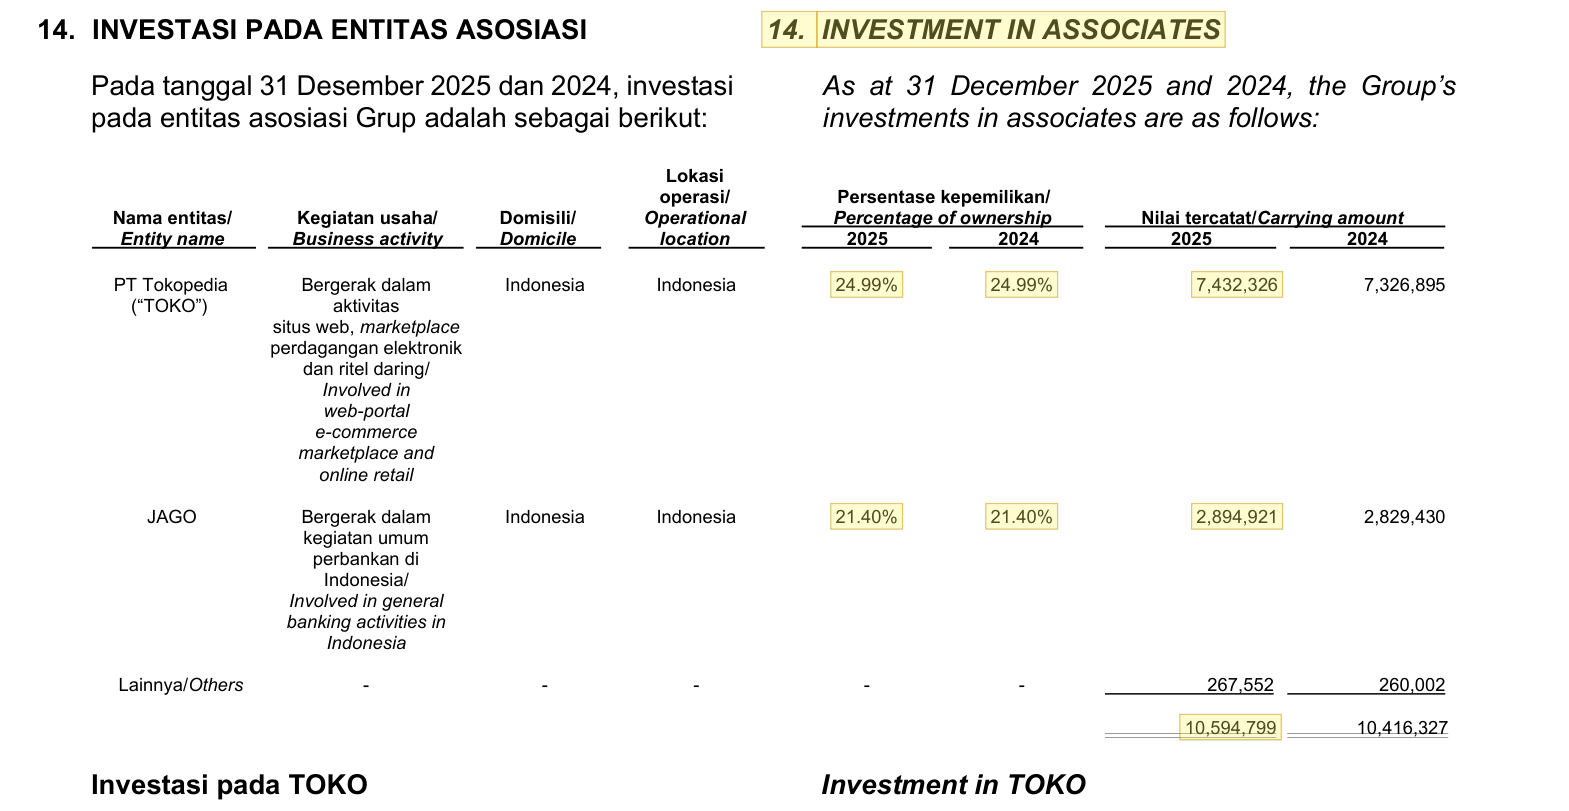 14. INVESTASI PADA ENTITAS ASOSIASI
Pada tanggal 31 Desember 2025 dan 2024, investasi
pada entitas asosiasi Grup adalah sebagai berikut:
14. INVESTMENT IN ASSOCIATES
As at 31 December 2025 and 2024, the Group’s
investments in associates are as follows:
Nama entitas/
Entity name
Kegiatan usaha/
Business activity
Domisili/
Domicile
Lokasi
operasi/
Operational
location
Persentase kepemilikan/
Percentage of ownership
2025 2024
Nilai tercatat/Carrying amount
2025 2024
PT Tokopedia
(“TOKO”)
Bergerak dalam
aktivitas
situs web, marketplace
perdagangan elektronik
dan ritel daring/
Involved in
web-portal
e-commerce
marketplace and
online retail
Indonesia
Indonesia
24.99%
24.99%
7,432,326
7,326,895
JAGO
Bergerak dalam
kegiatan umum
perbankan di
Indonesia/
Involved in general
banking activities in
Indonesia
Indonesia
Indonesia
21.40%
21.40%
2,894,921
2,829,430
Lainnya/Others - - - - - 267,552 260,002
10,594,799 10,416,327
Investasi pada TOKO
Investment in TOKO